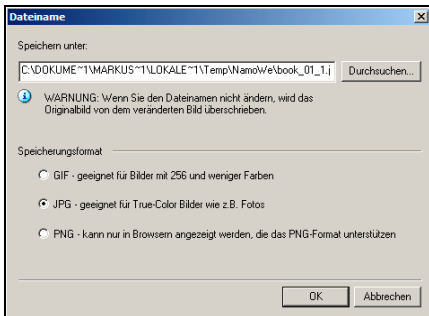 Dateiname
Speichern unter:
C:\DOKUME~1\MARKUS~1\LOKALE~1\Temp\NamoWe\book_01_1.j
Durchsuchen...
WARNUNG: Wenn Sie den Dateinamen nicht ändern, wird das
Originalbild von dem veränderten Bild überschrieben.
Speicherungsformat
GIF - geeignet für Bilder mit 256 und weniger Farben
JPG - geeignet für True-Color Bilder wie z.B. Fotos
PNG - kann nur in Browsern angezeigt werden, die das PNG-Format unterstützen
OK
Abbrechen